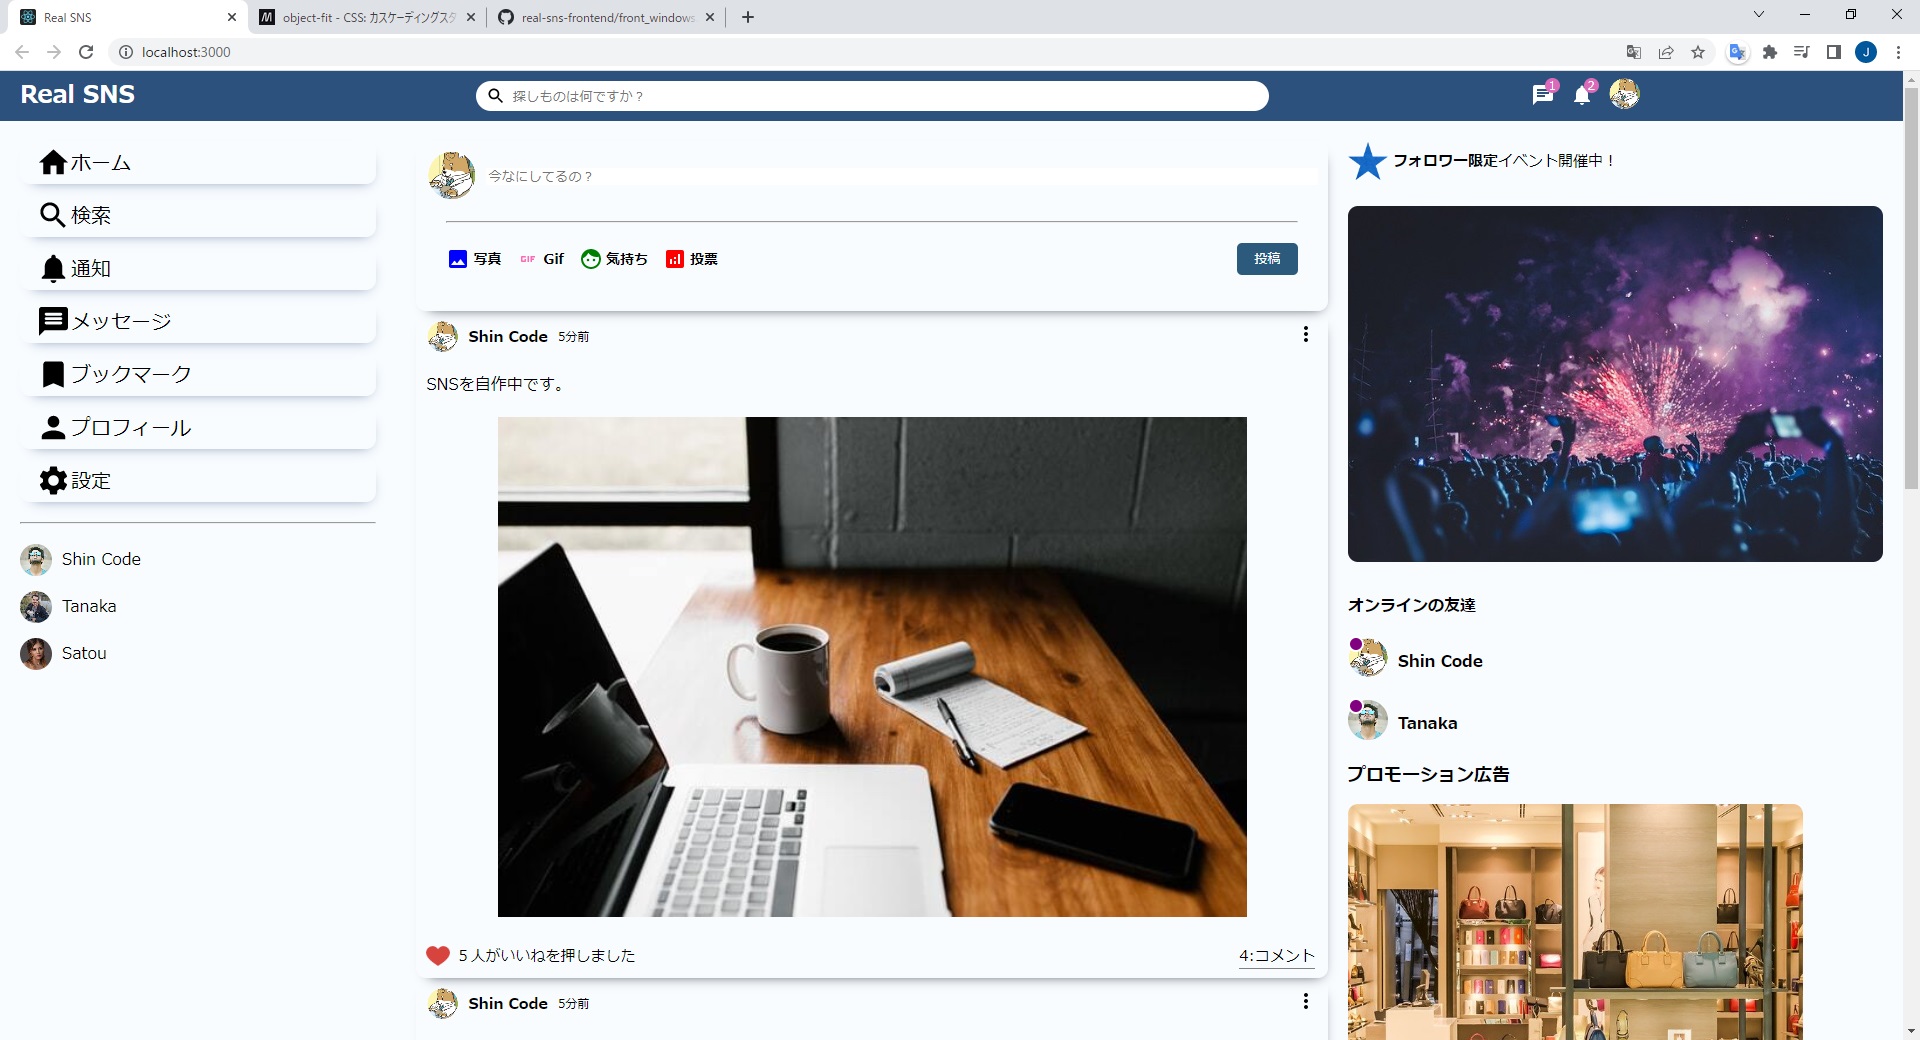 Real SNS
object-fit - CSS: カスケーディングスタ
real-sns-frontend/front_windows
localhost:3000
J
Real SNS
探しものは何ですか？
1
2
ホーム
検索
通知
メッセージ
ブックマーク
プロフィール
設定
Shin Code
Tanaka
Satou
今なにしてるの？
写真
GIF Gif
気持ち
投票
投稿
Shin Code 5分前
SNSを自作中です。
5人がいいねを押しました
4:コメント
Shin Code 5分前
フォロワー限定イベント開催中！
オンラインの友達
Shin Code
Tanaka
プロモーション広告